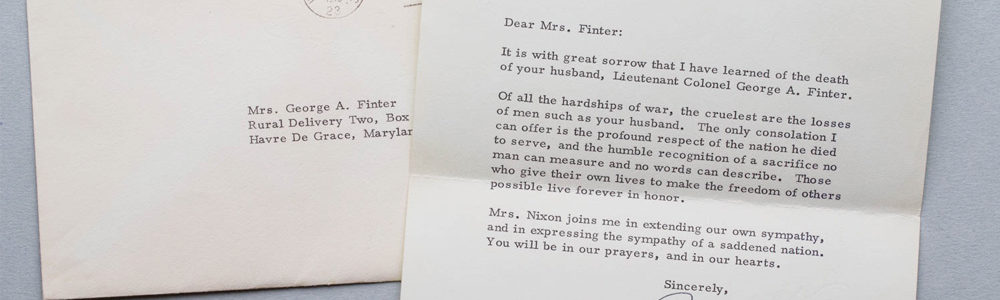 22
Mrs. George A. Finter
Rural Delivery Two, Box
Havre De Grace,
Dear Mrs. Finter:
It is with great sorrow that I have learned of the death
of your husband, Lieutenant Colonel George A. Finter.
Of all the hardships of war, the cruelest are the losses
of men such as your husband. The only consolation I
can offer is the profound respect of the nation he died
to serve, and the humble recognition of a sacrifice no
man can measure and no words can describe. Those
who give their own lives to make the freedom of others
possible live forever in honor.
Mrs. Nixon joins me in extending our own sympathy,
and in expressing the sympathy of a saddened nation.
You will be in our prayers, and in our hearts.
Sincerely,